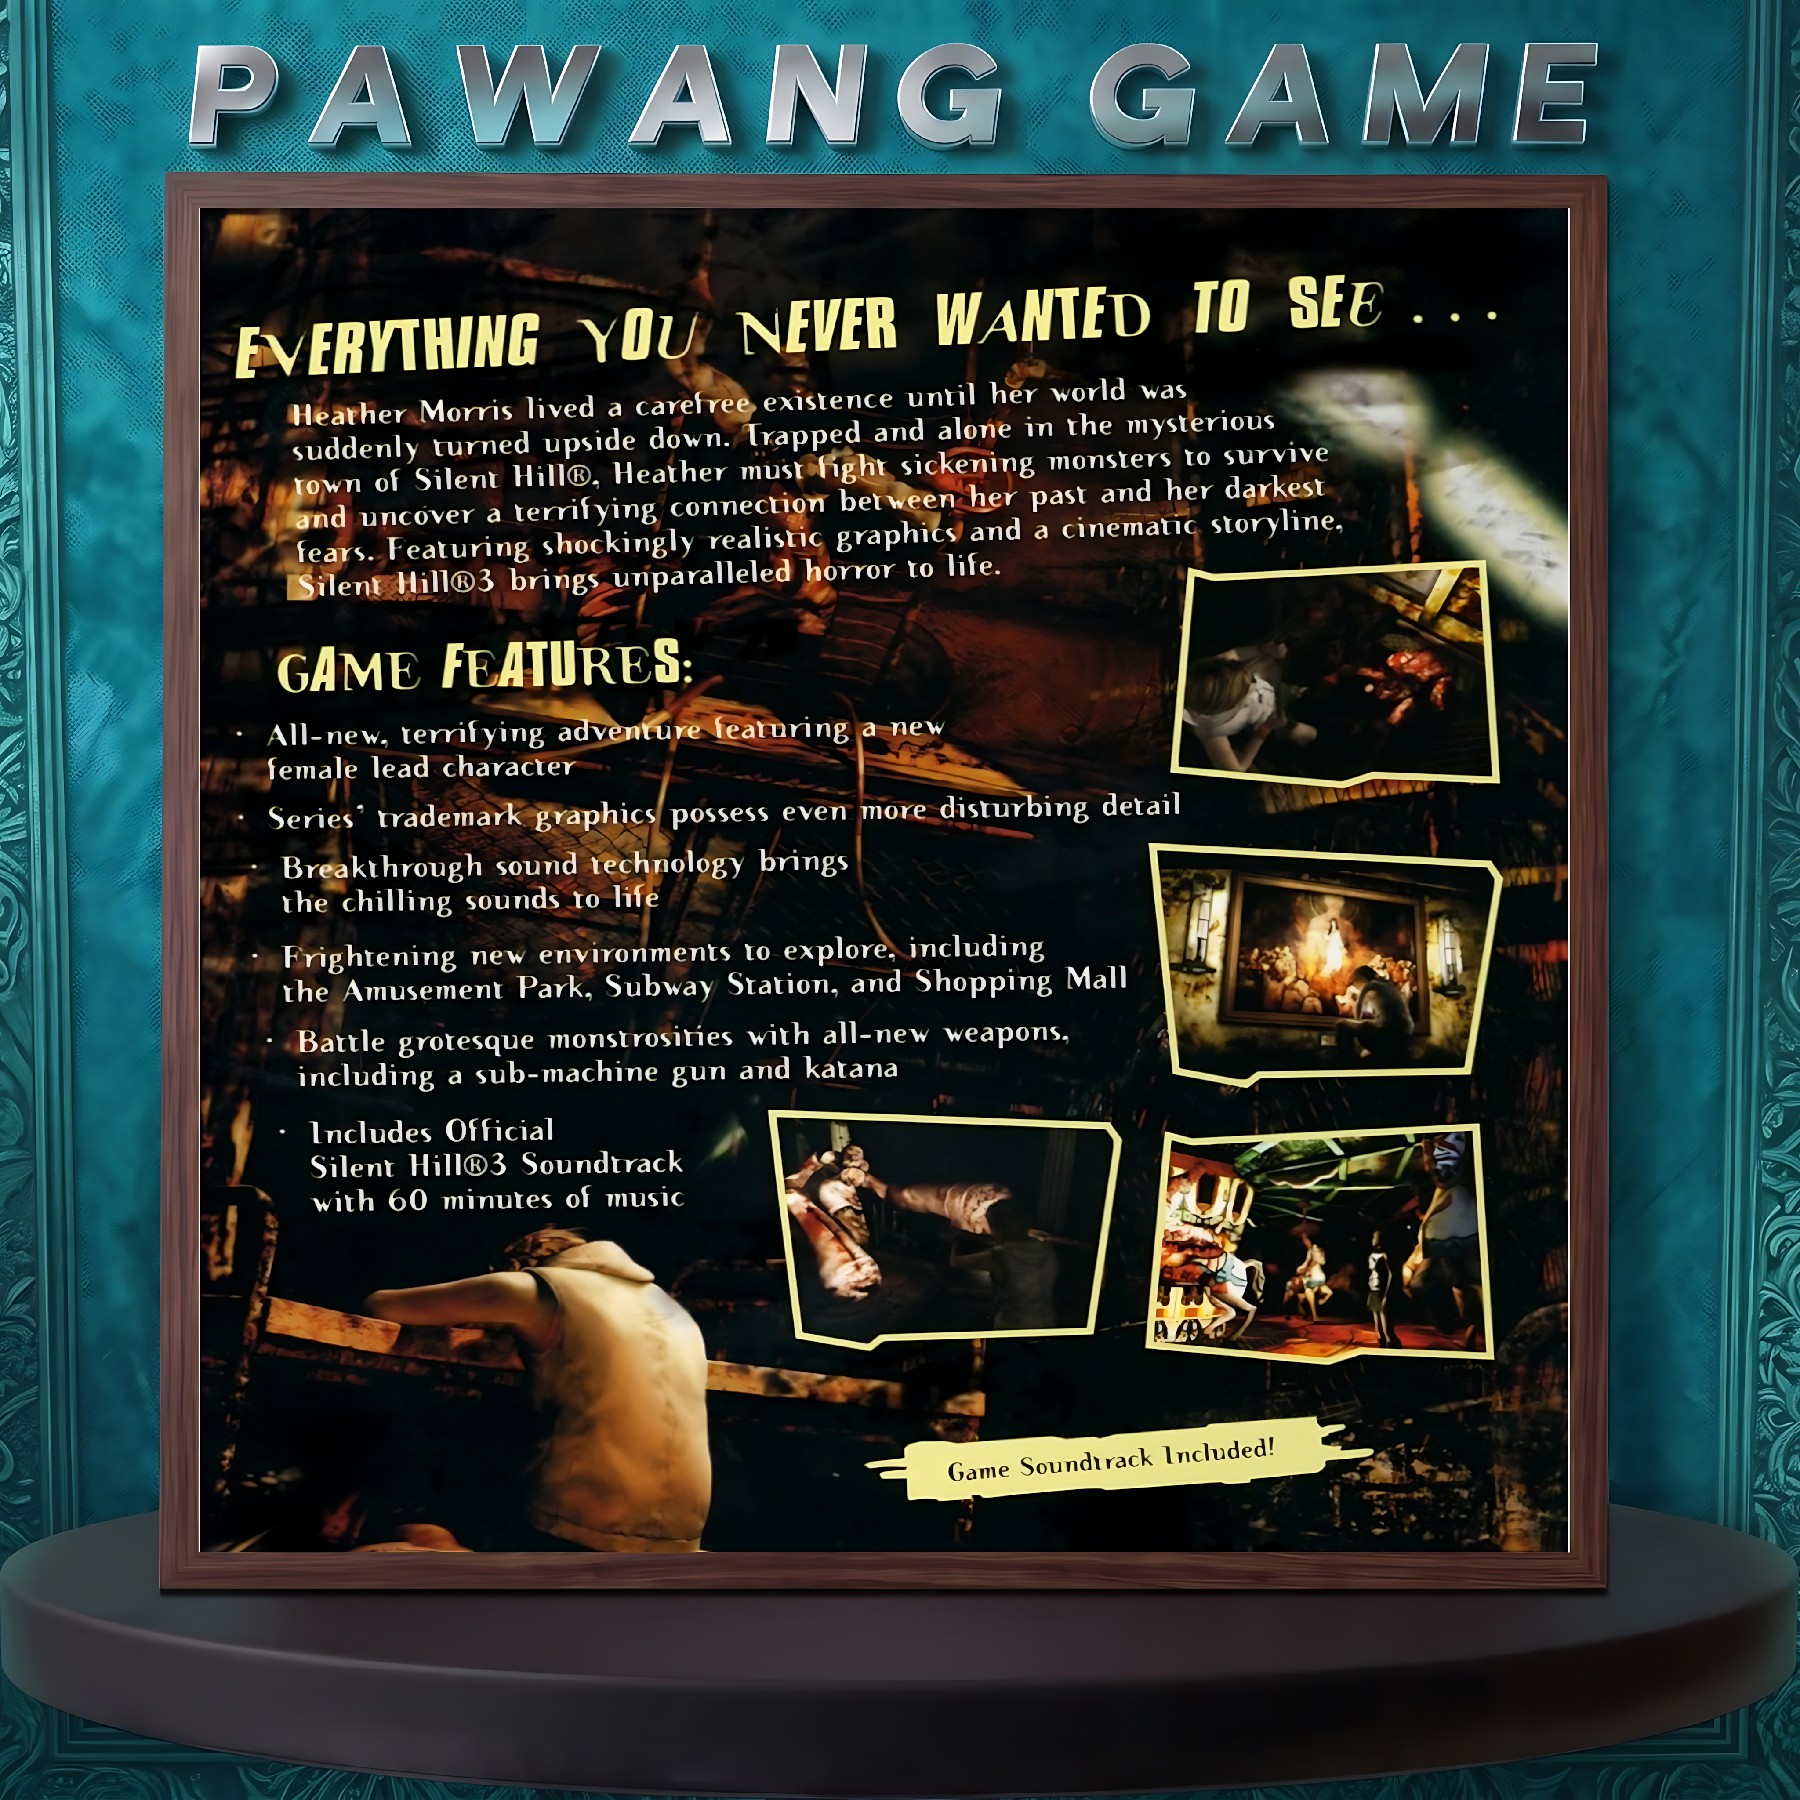 PAWANG GAME
EVERYTHING YOU NEVER WANTED TO SEE . . .
Heather Morris lived a carefree existence until her world was
suddenly turned upside down. Trapped and alone in the mysterious
town of Silent Hill®, Heather must fight sickening monsters to survive
and uncover a terrifying connection between her past and her darkest
fears. Featuring shockingly realistic graphics and a cinematic storyline,
Silent Hill®3 brings unparalleled horror to life.
GAME FEATURES:
· All-new, terrifying adventure featuring a new
female lead character
· Series' trademark graphics possess even more disturbing detail
· Breakthrough sound technology brings
the chilling sounds to life
· Frightening new environments to explore, including
the Amusement Park, Subway Station, and Shopping Mall
· Battle grotesque monstrosities with all-new weapons,
including a sub-machine gun and katana
· Includes Official
Silent Hill®3 Soundtrack
with 60 minutes of music
Game Soundtrack Included!